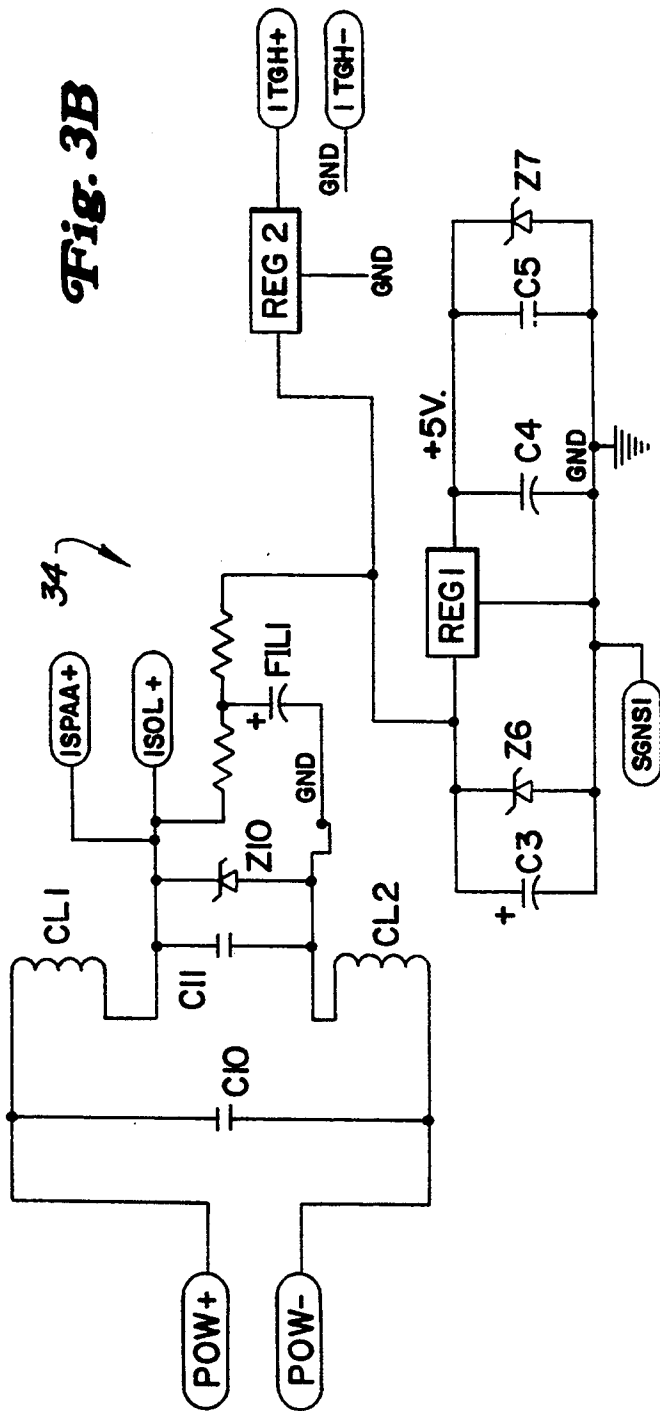 Fig. 3B
34
ISPAA+
ISOL+
ITGH+
ITGH-
GND
REG 2
GND
CL1
C11
Z10
FIL1
+
GND
C10
CL2
POW+
POW-
+5V.
REG1
C3
+
Z6
C4
GND
C5
Z7
SGNS1